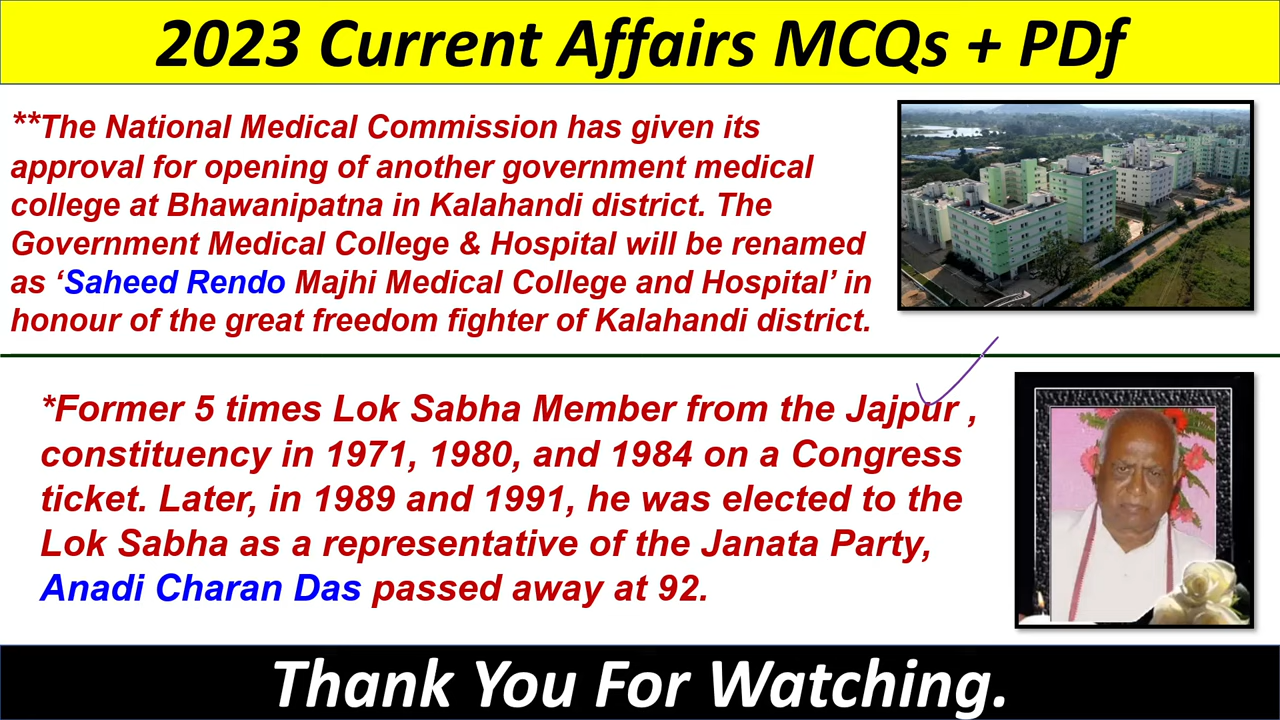 2023 Current Affairs MCQs + PDf
**The National Medical Commission has given its
approval for opening of another government medical
college at Bhawanipatna in Kalahandi district. The
Government Medical College & Hospital will be renamed
as ‘Saheed Rendo Majhi Medical College and Hospital’ in
honour of the great freedom fighter of Kalahandi district.
*Former 5 times Lok Sabha Member from the Jajpur ,
constituency in 1971, 1980, and 1984 on a Congress
ticket. Later, in 1989 and 1991, he was elected to the
Lok Sabha as a representative of the Janata Party,
Anadi Charan Das passed away at 92.
Thank You For Watching.